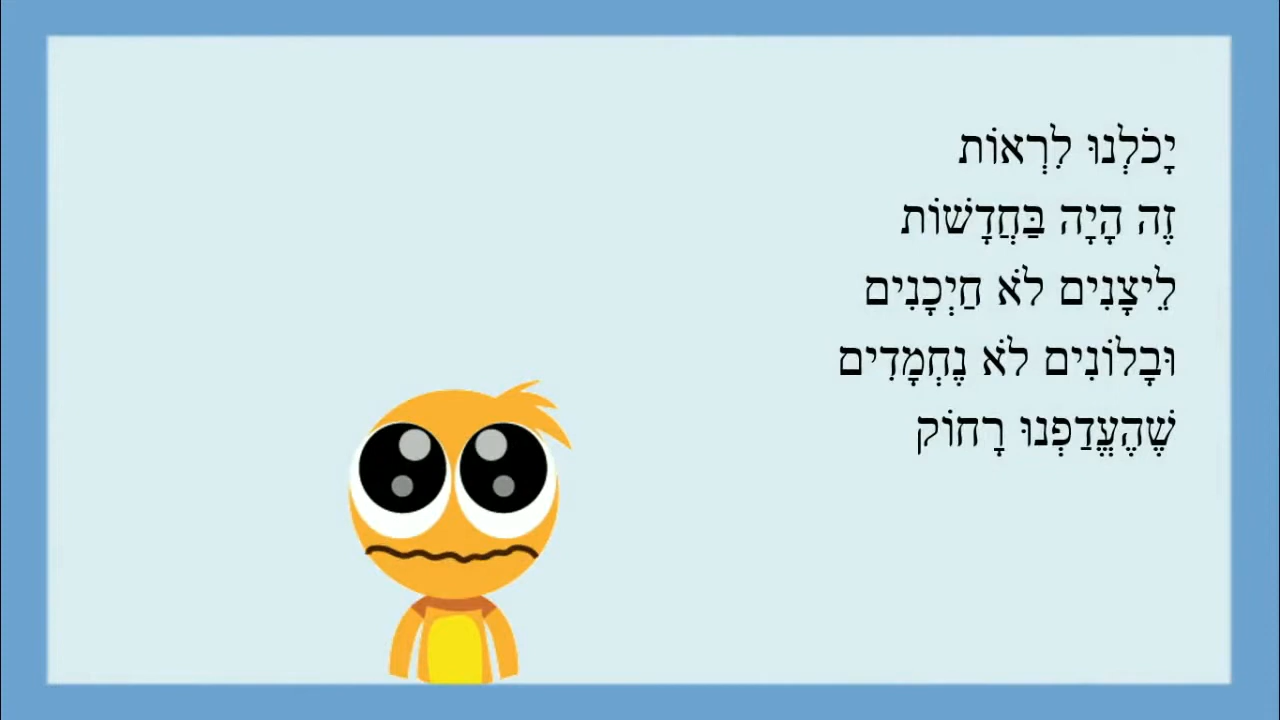 יָכֹלְנוּ לִרְאוֹת
זֶה הָיָה בַּחֲדָשׁוֹת
לֵיצָנִים לֹא חַיְכָנִים
וּבָלוֹנִים לֹא נֶחְמָדִים
שֶׁהֶעֱדַפְנוּ רָחוֹק